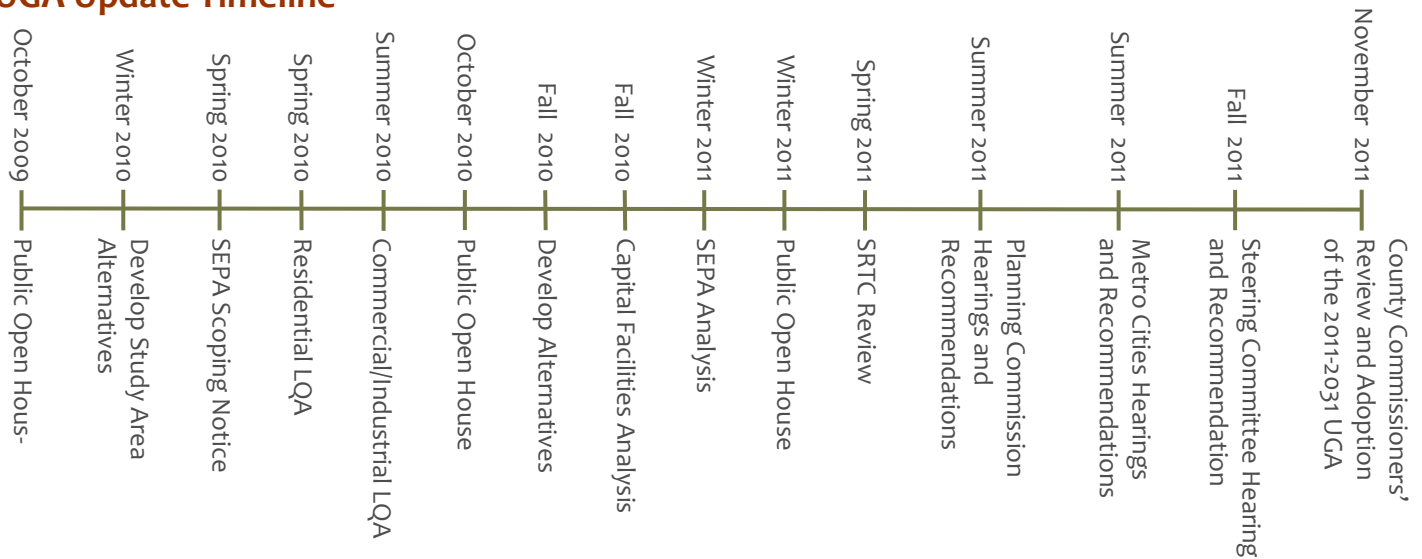 UGA Update Timeline
October 2009
Public Open Hous-
Winter 2010
Develop Study Area
Alternatives
Spring 2010
SEPA Scoping Notice
Spring 2010
Residential LQA
Summer 2010
Commercial/Industrial LQA
October 2010
Public Open House
Fall 2010
Develop Alternatives
Fall 2010
Capital Facilities Analysis
Winter 2011
SEPA Analysis
Winter 2011
Public Open House
Spring 2011
SRTC Review
Summer 2011
Planning Commission
Hearings and
Recommendations
Summer 2011
Metro Cities Hearings
and Recommendations
Fall 2011
Steering Committee Hearing
and Recommendation
November 2011
County Commissioners'
Review and Adoption
of the 2011-2031 UGA